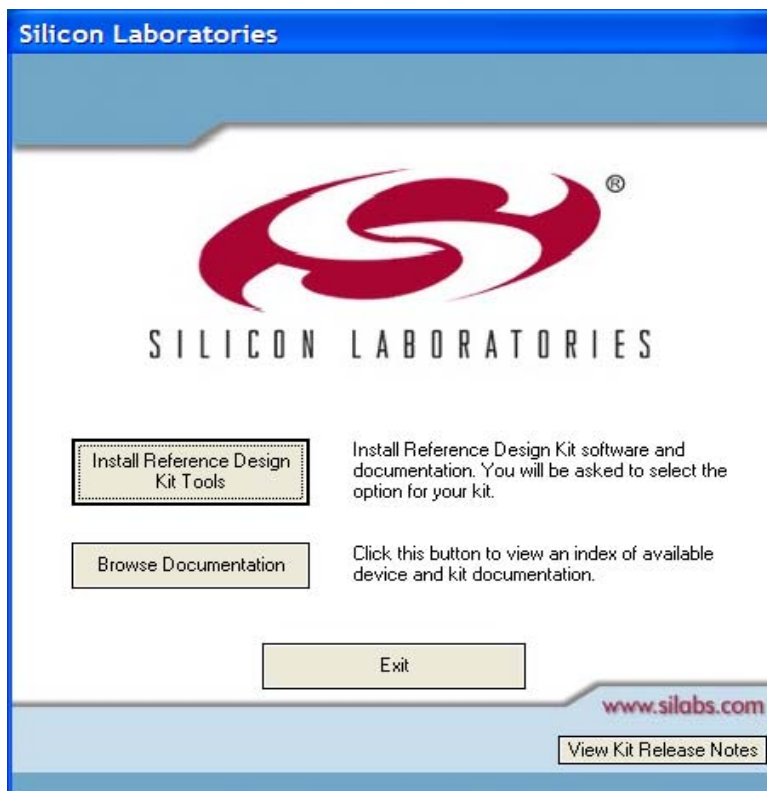 Silicon Laboratories
®
SILICON LABORATORIES
Install Reference Design
Kit Tools
Install Reference Design Kit software and
documentation. You will be asked to select the
option for your kit.
Browse Documentation
Click this button to view an index of available
device and kit documentation.
Exit
www.silabs.com
View Kit Release Notes